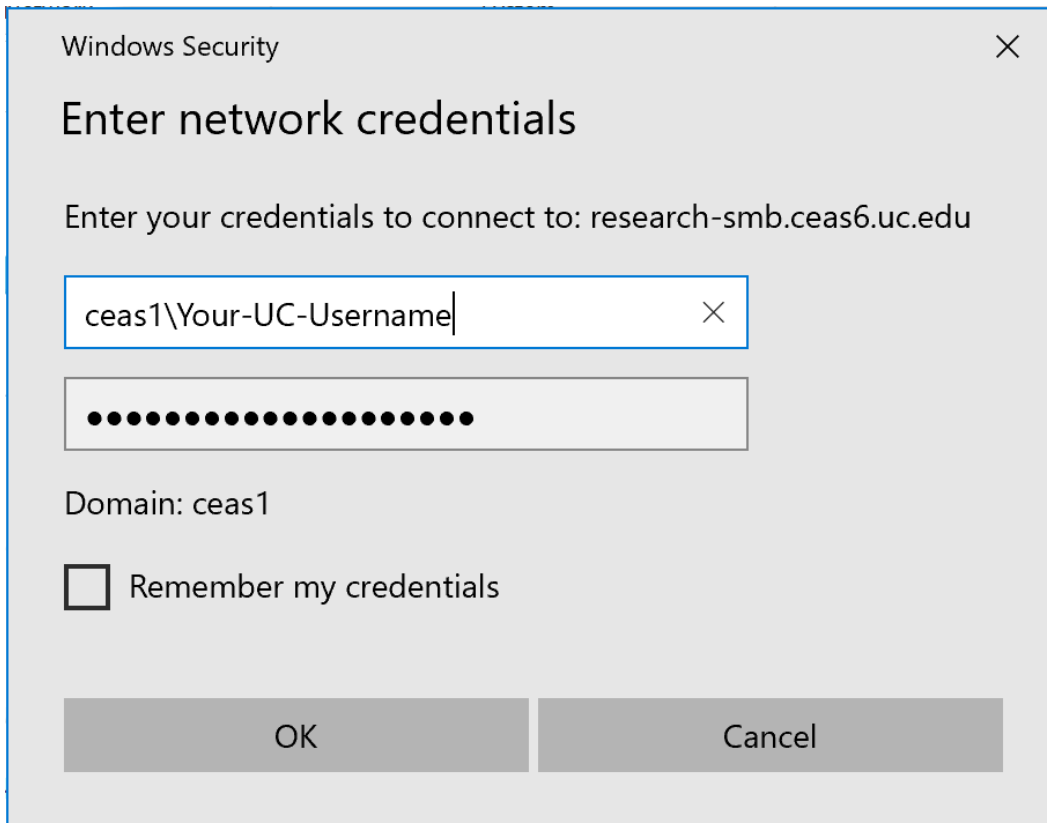 Windows Security
Enter network credentials
Enter your credentials to connect to: research-smb.ceas6.uc.edu
ceas1\Your-UC-Username
●●●●●●●●●●●●●●●●●●●●
Domain: ceas1
Remember my credentials
OK
Cancel